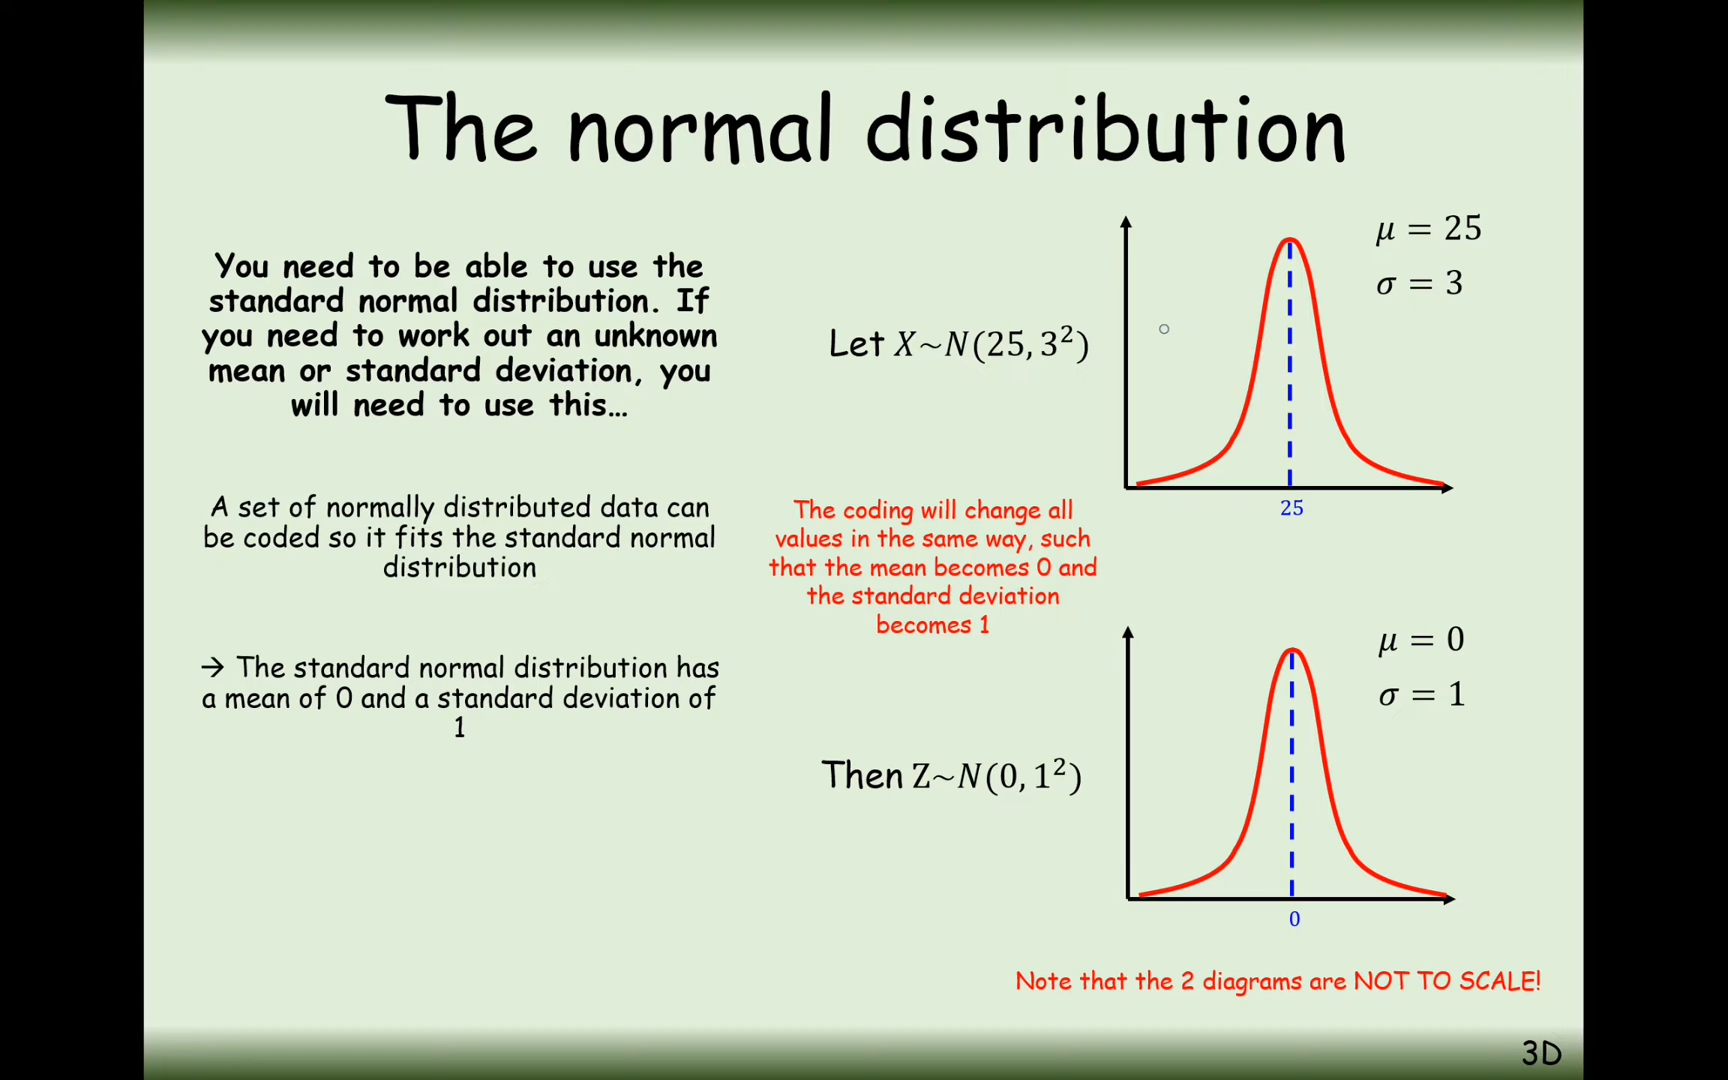 The normal distribution
You need to be able to use the
standard normal distribution. If
you need to work out an unknown
mean or standard deviation, you
will need to use this…
A set of normally distributed data can
be coded so it fits the standard normal
distribution
→ The standard normal distribution has
a mean of 0 and a standard deviation of
1
Let X~N(25, 3²)
μ = 25
σ = 3
25
The coding will change all
values in the same way, such
that the mean becomes 0 and
the standard deviation
becomes 1
Then Z~N(0, 1²)
μ = 0
σ = 1
0
Note that the 2 diagrams are NOT TO SCALE!
3D